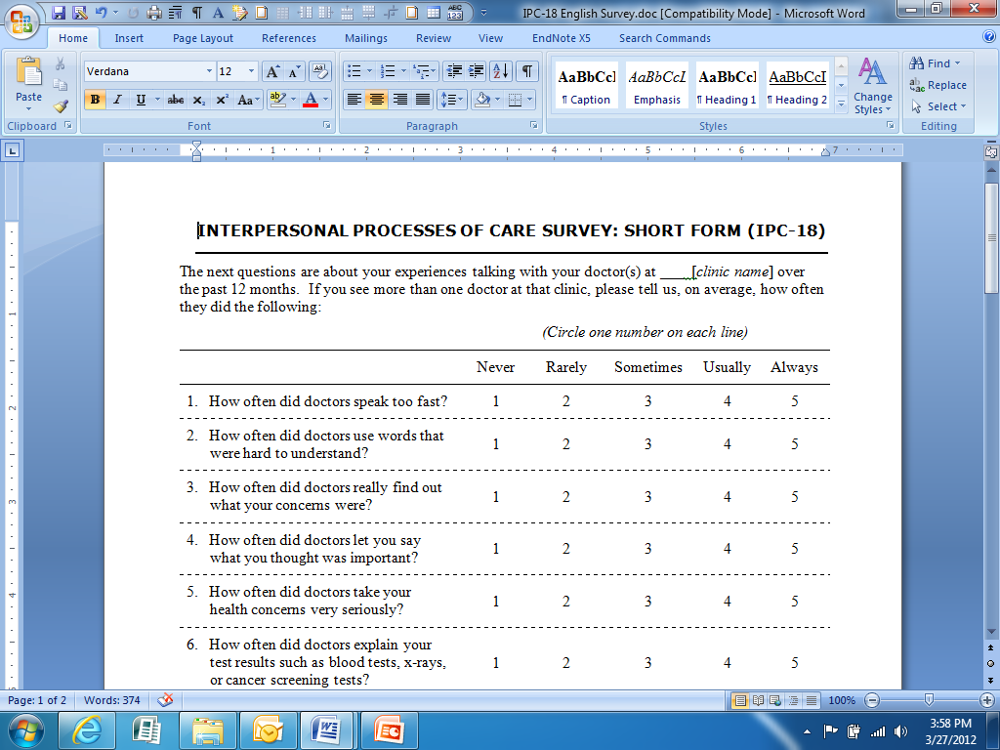 IPC-18 English Survey.doc [Compatibility Mode] - Microsoft Word
Home Insert Page Layout References Mailings Review View EndNote X5 Search Commands
Verdana 12
Paste
AaBbCcI AaBbCcI AaBbCcI AaBbCcI
¶ Caption Emphasis ¶ Heading 1 ¶ Heading 2
Change Styles
Find
Replace
Select
Clipboard Font Paragraph Styles Editing
1 2 3 4 5 6 7
INTERPERSONAL PROCESSES OF CARE SURVEY: SHORT FORM (IPC-18)
The next questions are about your experiences talking with your doctor(s) at ____[clinic name] over
the past 12 months. If you see more than one doctor at that clinic, please tell us, on average, how often
they did the following:
(Circle one number on each line)
Never Rarely Sometimes Usually Always
1. How often did doctors speak too fast? 1 2 3 4 5
2. How often did doctors use words that
were hard to understand? 1 2 3 4 5
3. How often did doctors really find out
what your concerns were? 1 2 3 4 5
4. How often did doctors let you say
what you thought was important? 1 2 3 4 5
5. How often did doctors take your
health concerns very seriously? 1 2 3 4 5
6. How often did doctors explain your
test results such as blood tests, x-rays,
or cancer screening tests? 1 2 3 4 5
Page: 1 of 2 Words: 374 100%
3:58 PM
3/27/2012